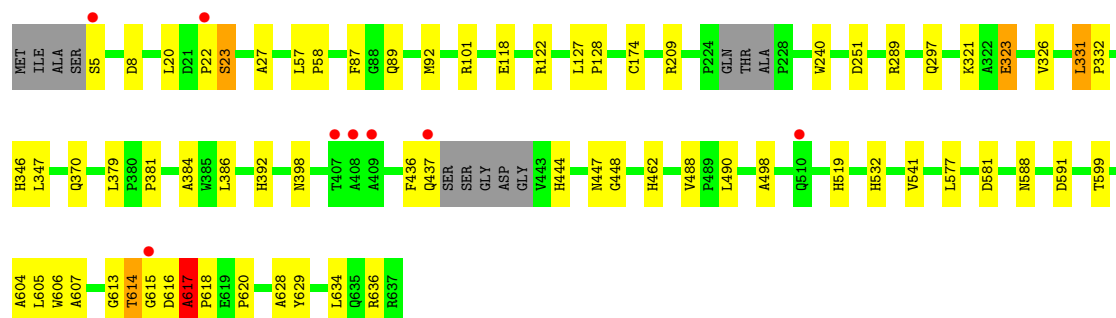 MET ILE ALA SER S5 D8 L20 D21 P22 S23 A27 L57 P58 F87 G88 Q89 M92 R101 E118 R122 L127 P128 C174 R209 P224 GLN THR ALA P228 W240 D251 R289 Q297 K321 A322 E323 V326 L331 P332
H346 L347 Q370 L379 P380 P381 A384 W385 L386 H392 N398 T407 A408 A409 F436 Q437 SER SER GLY ASP GLY V443 H444 N447 G448 H462 V488 P489 L490 A498 Q510 H519 H532 V541 L577 D581 N588 D591 T599
A604 L605 W606 A607 G613 T614 G615 D616 A617 P618 E619 P620 A628 Y629 L634 Q635 R636 R637